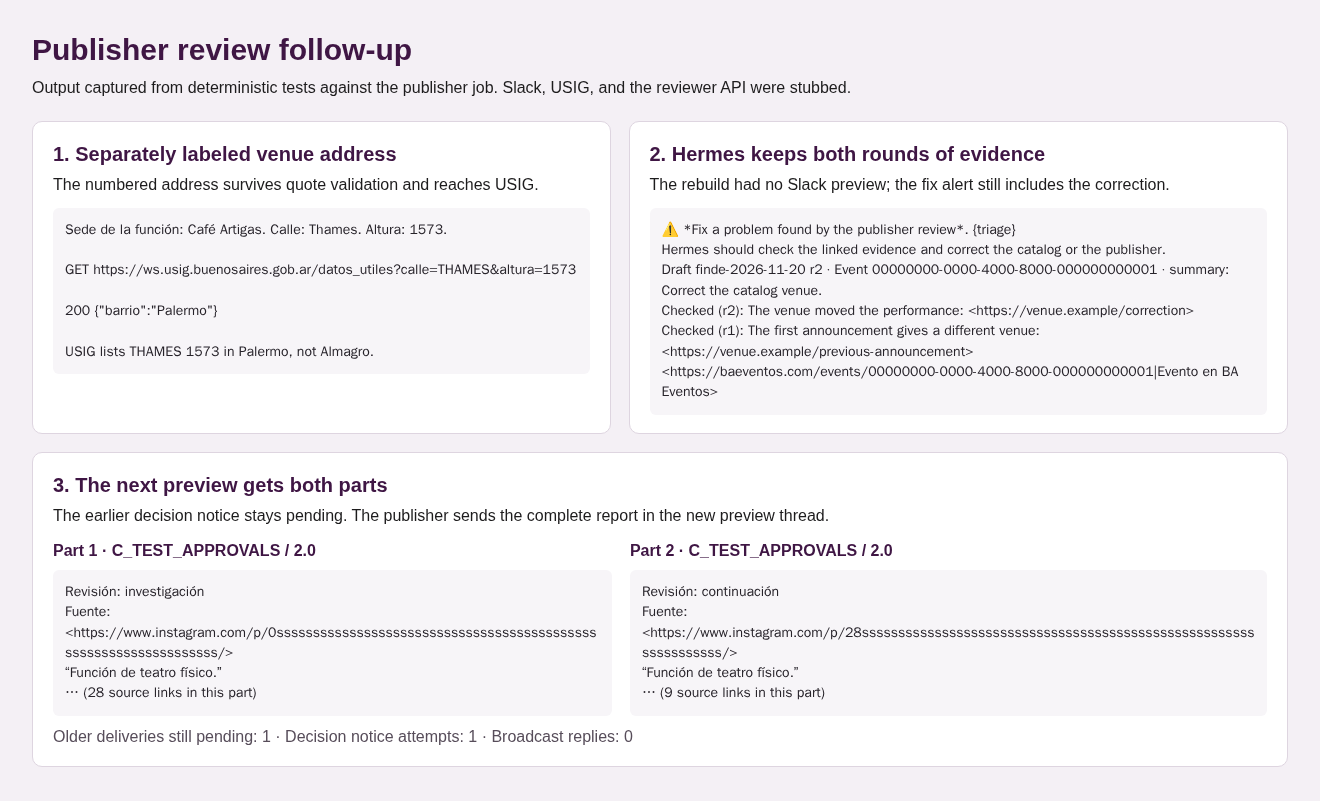 Publisher review follow-up
Output captured from deterministic tests against the publisher job. Slack, USIG, and the reviewer API were stubbed.
1. Separately labeled venue address
The numbered address survives quote validation and reaches USIG.
Sede de la función: Café Artigas. Calle: Thames. Altura: 1573.
GET https://ws.usig.buenosaires.gob.ar/datos_utiles?calle=THAMES&altura=1573
200 {"barrio":"Palermo"}
USIG lists THAMES 1573 in Palermo, not Almagro.
2. Hermes keeps both rounds of evidence
The rebuild had no Slack preview; the fix alert still includes the correction.
⚠️ *Fix a problem found by the publisher review*. {triage}
Hermes should check the linked evidence and correct the catalog or the publisher.
Draft finde-2026-11-20 r2 · Event 00000000-0000-4000-8000-000000000001 · summary:
Correct the catalog venue.
Checked (r2): The venue moved the performance: <https://venue.example/correction>
Checked (r1): The first announcement gives a different venue:
<https://venue.example/previous-announcement>
<https://baeventos.com/events/00000000-0000-4000-8000-000000000001|Evento en BA
Eventos>
3. The next preview gets both parts
The earlier decision notice stays pending. The publisher sends the complete report in the new preview thread.
Part 1 · C_TEST_APPROVALS / 2.0
Revisión: investigación
Fuente:
<https://www.instagram.com/p/0ssssssssssssssssssssssssssssssssssssssssssss
sssssssssssssssssssss/>
“Función de teatro físico.”
… (28 source links in this part)
Part 2 · C_TEST_APPROVALS / 2.0
Revisión: continuación
Fuente:
<https://www.instagram.com/p/28ssssssssssssssssssssssssssssssssssssssssssssssssssssss
sssssssssss/>
“Función de teatro físico.”
… (9 source links in this part)
Older deliveries still pending: 1 · Decision notice attempts: 1 · Broadcast replies: 0